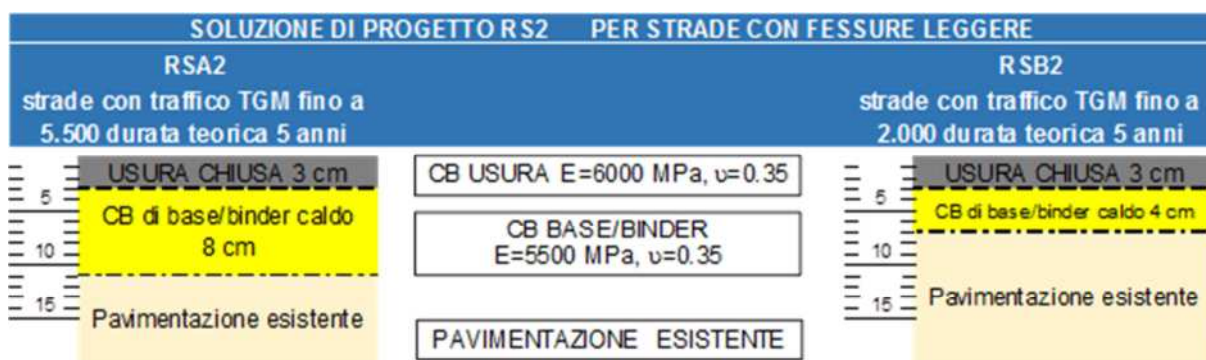 SOLUZIONE DI PROGETTO RS2 PER STRADE CON FESSURE LEGGERE
RSA2
strade con traffico TGM fino a
5.500 durata teorica 5 anni
RSB2
strade con traffico TGM fino a
2.000 durata teorica 5 anni
5
10
15
USURA CHIUSA 3 cm
CB di base/binder caldo
8 cm
Pavimentazione esistente
CB USURA E=6000 MPa, υ=0.35
CB BASE/BINDER
E=5500 MPa, υ=0.35
PAVIMENTAZIONE ESISTENTE
5
10
15
USURA CHIUSA 3 cm
CB di base/binder caldo 4 cm
Pavimentazione esistente